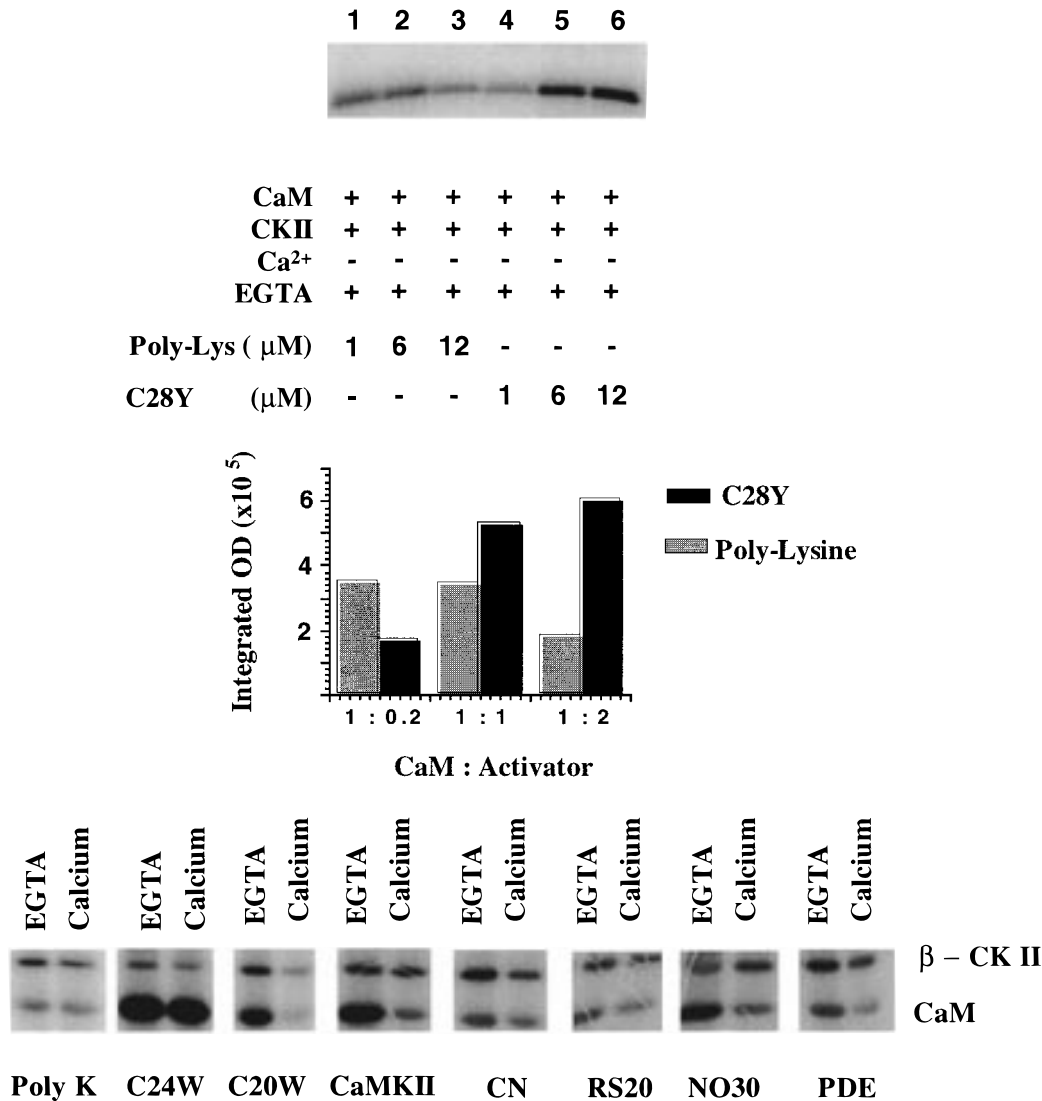 1 2 3 4 5 6
CaM + + + + + +
CKII + + + + + +
Ca²⁺ - - - - - -
EGTA + + + + + +
Poly-Lys ( µM) 1 6 12 - - -
C28Y (µM) - - - 1 6 12
Integrated OD (x10 ⁵)
6
4
2
C28Y
Poly-Lysine
1 : 0.2 1 : 1 1 : 2
CaM : Activator
EGTA Calcium EGTA Calcium EGTA Calcium EGTA Calcium EGTA Calcium EGTA Calcium EGTA Calcium EGTA Calcium
β – CK II
CaM
Poly K C24W C20W CaMKII CN RS20 NO30 PDE